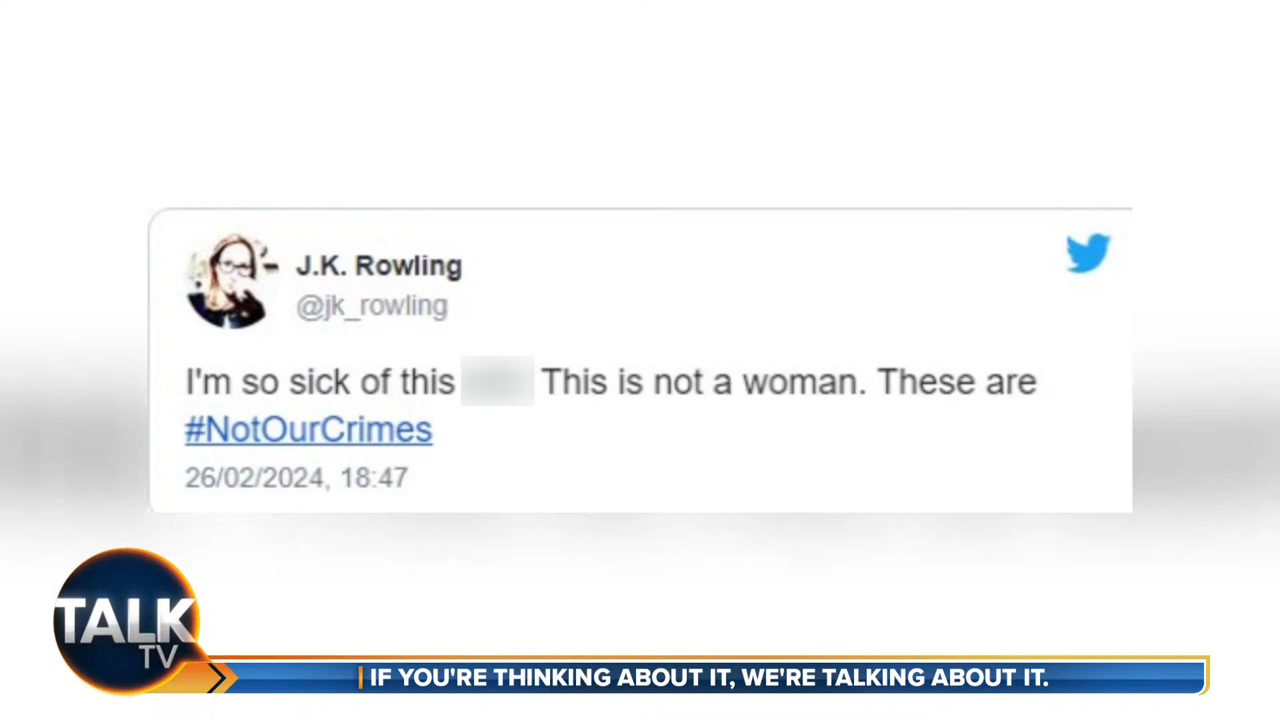 J.K. Rowling
@jk_rowling
I'm so sick of this This is not a woman. These are
#NotOurCrimes
26/02/2024, 18:47
TALK
TV
IF YOU'RE THINKING ABOUT IT, WE'RE TALKING ABOUT IT.